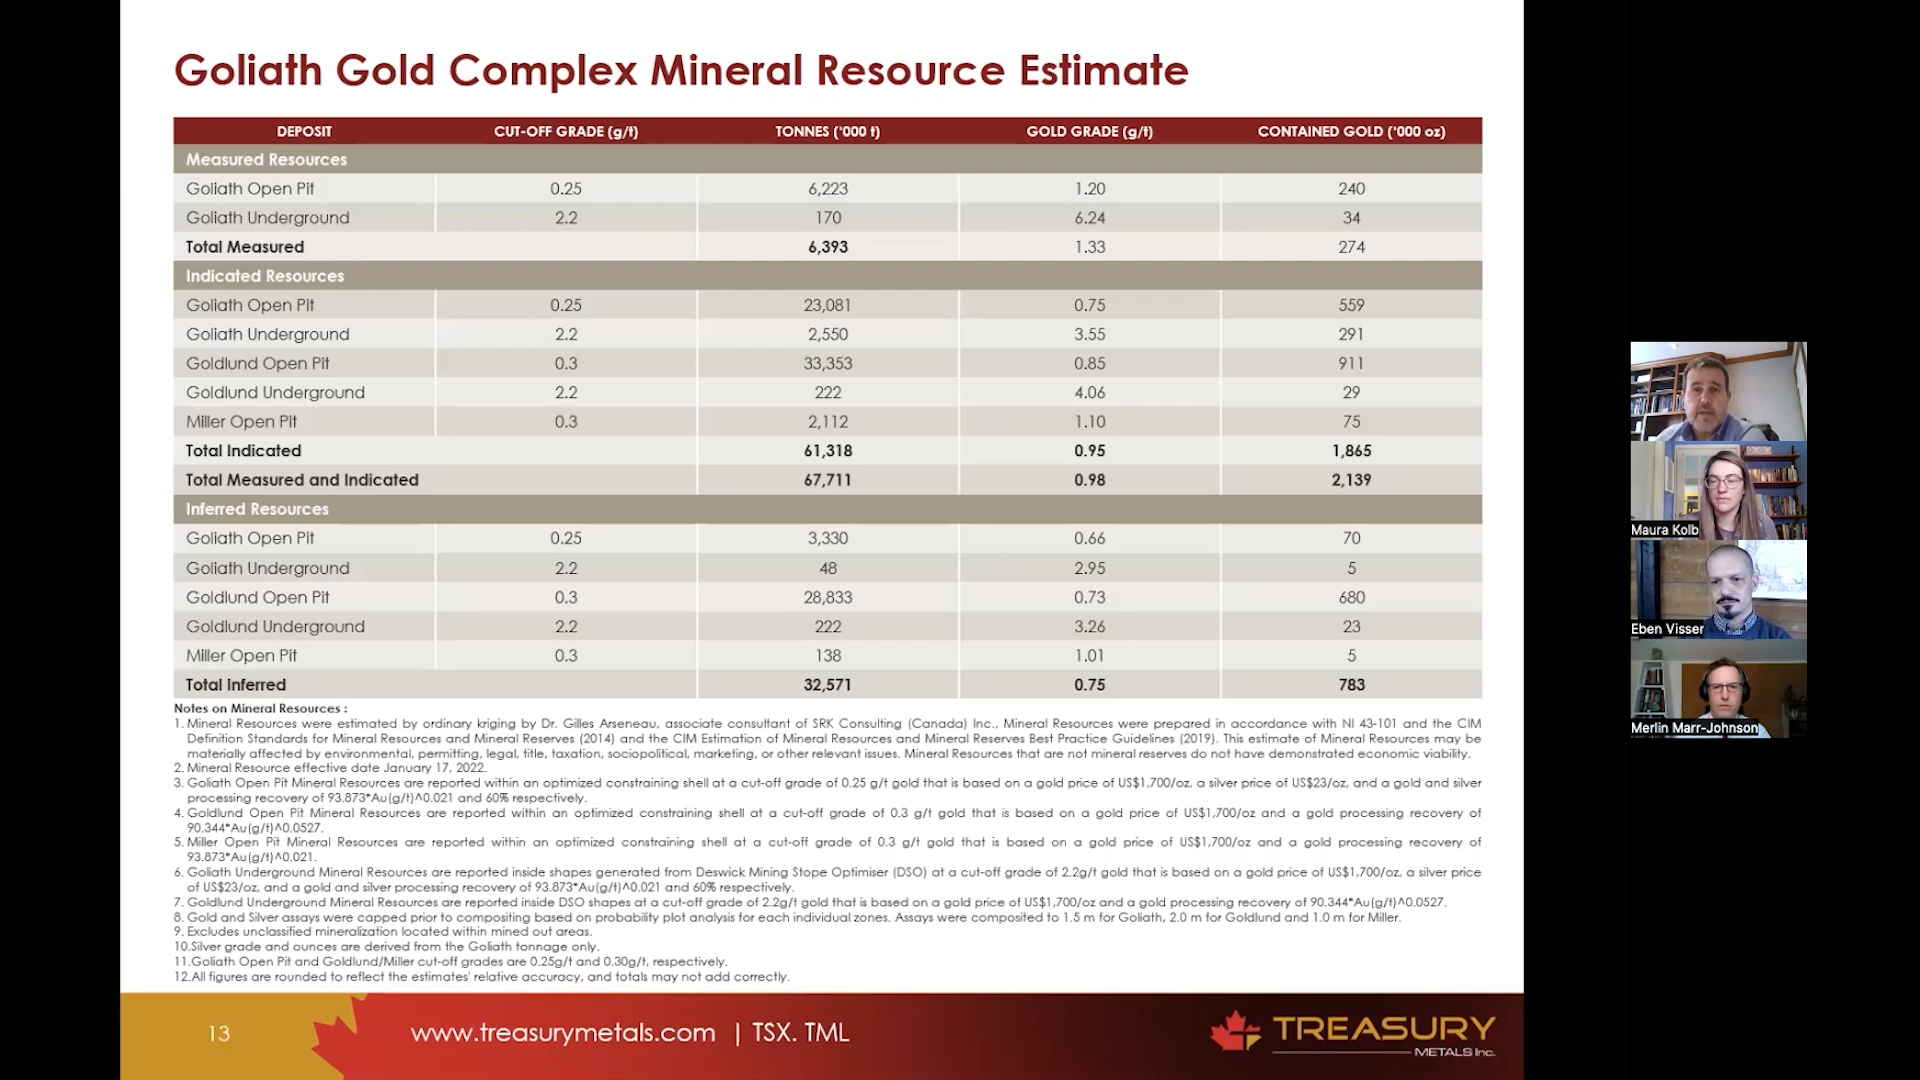 Goliath Gold Complex Mineral Resource Estimate
DEPOSIT CUT-OFF GRADE (g/t) TONNES ('000 t) GOLD GRADE (g/t) CONTAINED GOLD ('000 oz)
Measured Resources
Goliath Open Pit 0.25 6,223 1.20 240
Goliath Underground 2.2 170 6.24 34
Total Measured 6,393 1.33 274
Indicated Resources
Goliath Open Pit 0.25 23,081 0.75 559
Goliath Underground 2.2 2,550 3.55 291
Goldlund Open Pit 0.3 33,353 0.85 911
Goldlund Underground 2.2 222 4.06 29
Miller Open Pit 0.3 2,112 1.10 75
Total Indicated 61,318 0.95 1,865
Total Measured and Indicated 67,711 0.98 2,139
Inferred Resources
Goliath Open Pit 0.25 3,330 0.66 70
Goliath Underground 2.2 48 2.95 5
Goldlund Open Pit 0.3 28,833 0.73 680
Goldlund Underground 2.2 222 3.26 23
Miller Open Pit 0.3 138 1.01 5
Total Inferred 32,571 0.75 783
Notes on Mineral Resources :
1. Mineral Resources were estimated by ordinary kriging by Dr. Gilles Arseneau, associate consultant of SRK Consulting (Canada) Inc., Mineral Resources were prepared in accordance with NI 43-101 and the CIM
Definition Standards for Mineral Resources and Mineral Reserves (2014) and the CIM Estimation of Mineral Resources and Mineral Reserves Best Practice Guidelines (2019). This estimate of Mineral Resources may be
materially affected by environmental, permitting, legal, title, taxation, sociopolitical, marketing, or other relevant issues. Mineral Resources that are not mineral reserves do not have demonstrated economic viability.
2. Mineral Resource effective date January 17, 2022.
3. Goliath Open Pit Mineral Resources are reported within an optimized constraining shell at a cut-off grade of 0.25 g/t gold that is based on a gold price of US$1,700/oz, a silver price of US$23/oz, and a gold and silver
processing recovery of 93.873*Au(g/t)^0.021 and 60% respectively.
4. Goldlund Open Pit Mineral Resources are reported within an optimized constraining shell at a cut-off grade of 0.3 g/t gold that is based on a gold price of US$1,700/oz and a gold processing recovery of
90.344*Au(g/t)^0.0527.
5. Miller Open Pit Mineral Resources are reported within an optimized constraining shell at a cut-off grade of 0.3 g/t gold that is based on a gold price of US$1,700/oz and a gold processing recovery of
93.873*Au(g/t)^0.021.
6. Goliath Underground Mineral Resources are reported inside shapes generated from Deswick Mining Stope Optimiser (DSO) at a cut-off grade of 2.2g/t gold that is based on a gold price of US$1,700/oz, a silver price
of US$23/oz, and a gold and silver processing recovery of 93.873*Au(g/t)^0.021 and 60% respectively.
7. Goldlund Underground Mineral Resources are reported inside DSO shapes at a cut-off grade of 2.2g/t gold that is based on a gold price of US$1,700/oz and a gold processing recovery of 90.344*Au(g/t)^0.0527.
8. Gold and Silver assays were capped prior to compositing based on probability plot analysis for each individual zones. Assays were composited to 1.5 m for Goliath, 2.0 m for Goldlund and 1.0 m for Miller.
9. Excludes unclassified mineralization located within mined out areas.
10.Silver grade and ounces are derived from the Goliath tonnage only.
11.Goliath Open Pit and Goldlund/Miller cut-off grades are 0.25g/t and 0.30g/t, respectively.
12.All figures are rounded to reflect the estimates' relative accuracy, and totals may not add correctly.
13 www.treasurymetals.com | TSX. TML
TREASURY
METALS Inc.
Maura Kolb
Eben Visser
Merlin Marr-Johnson